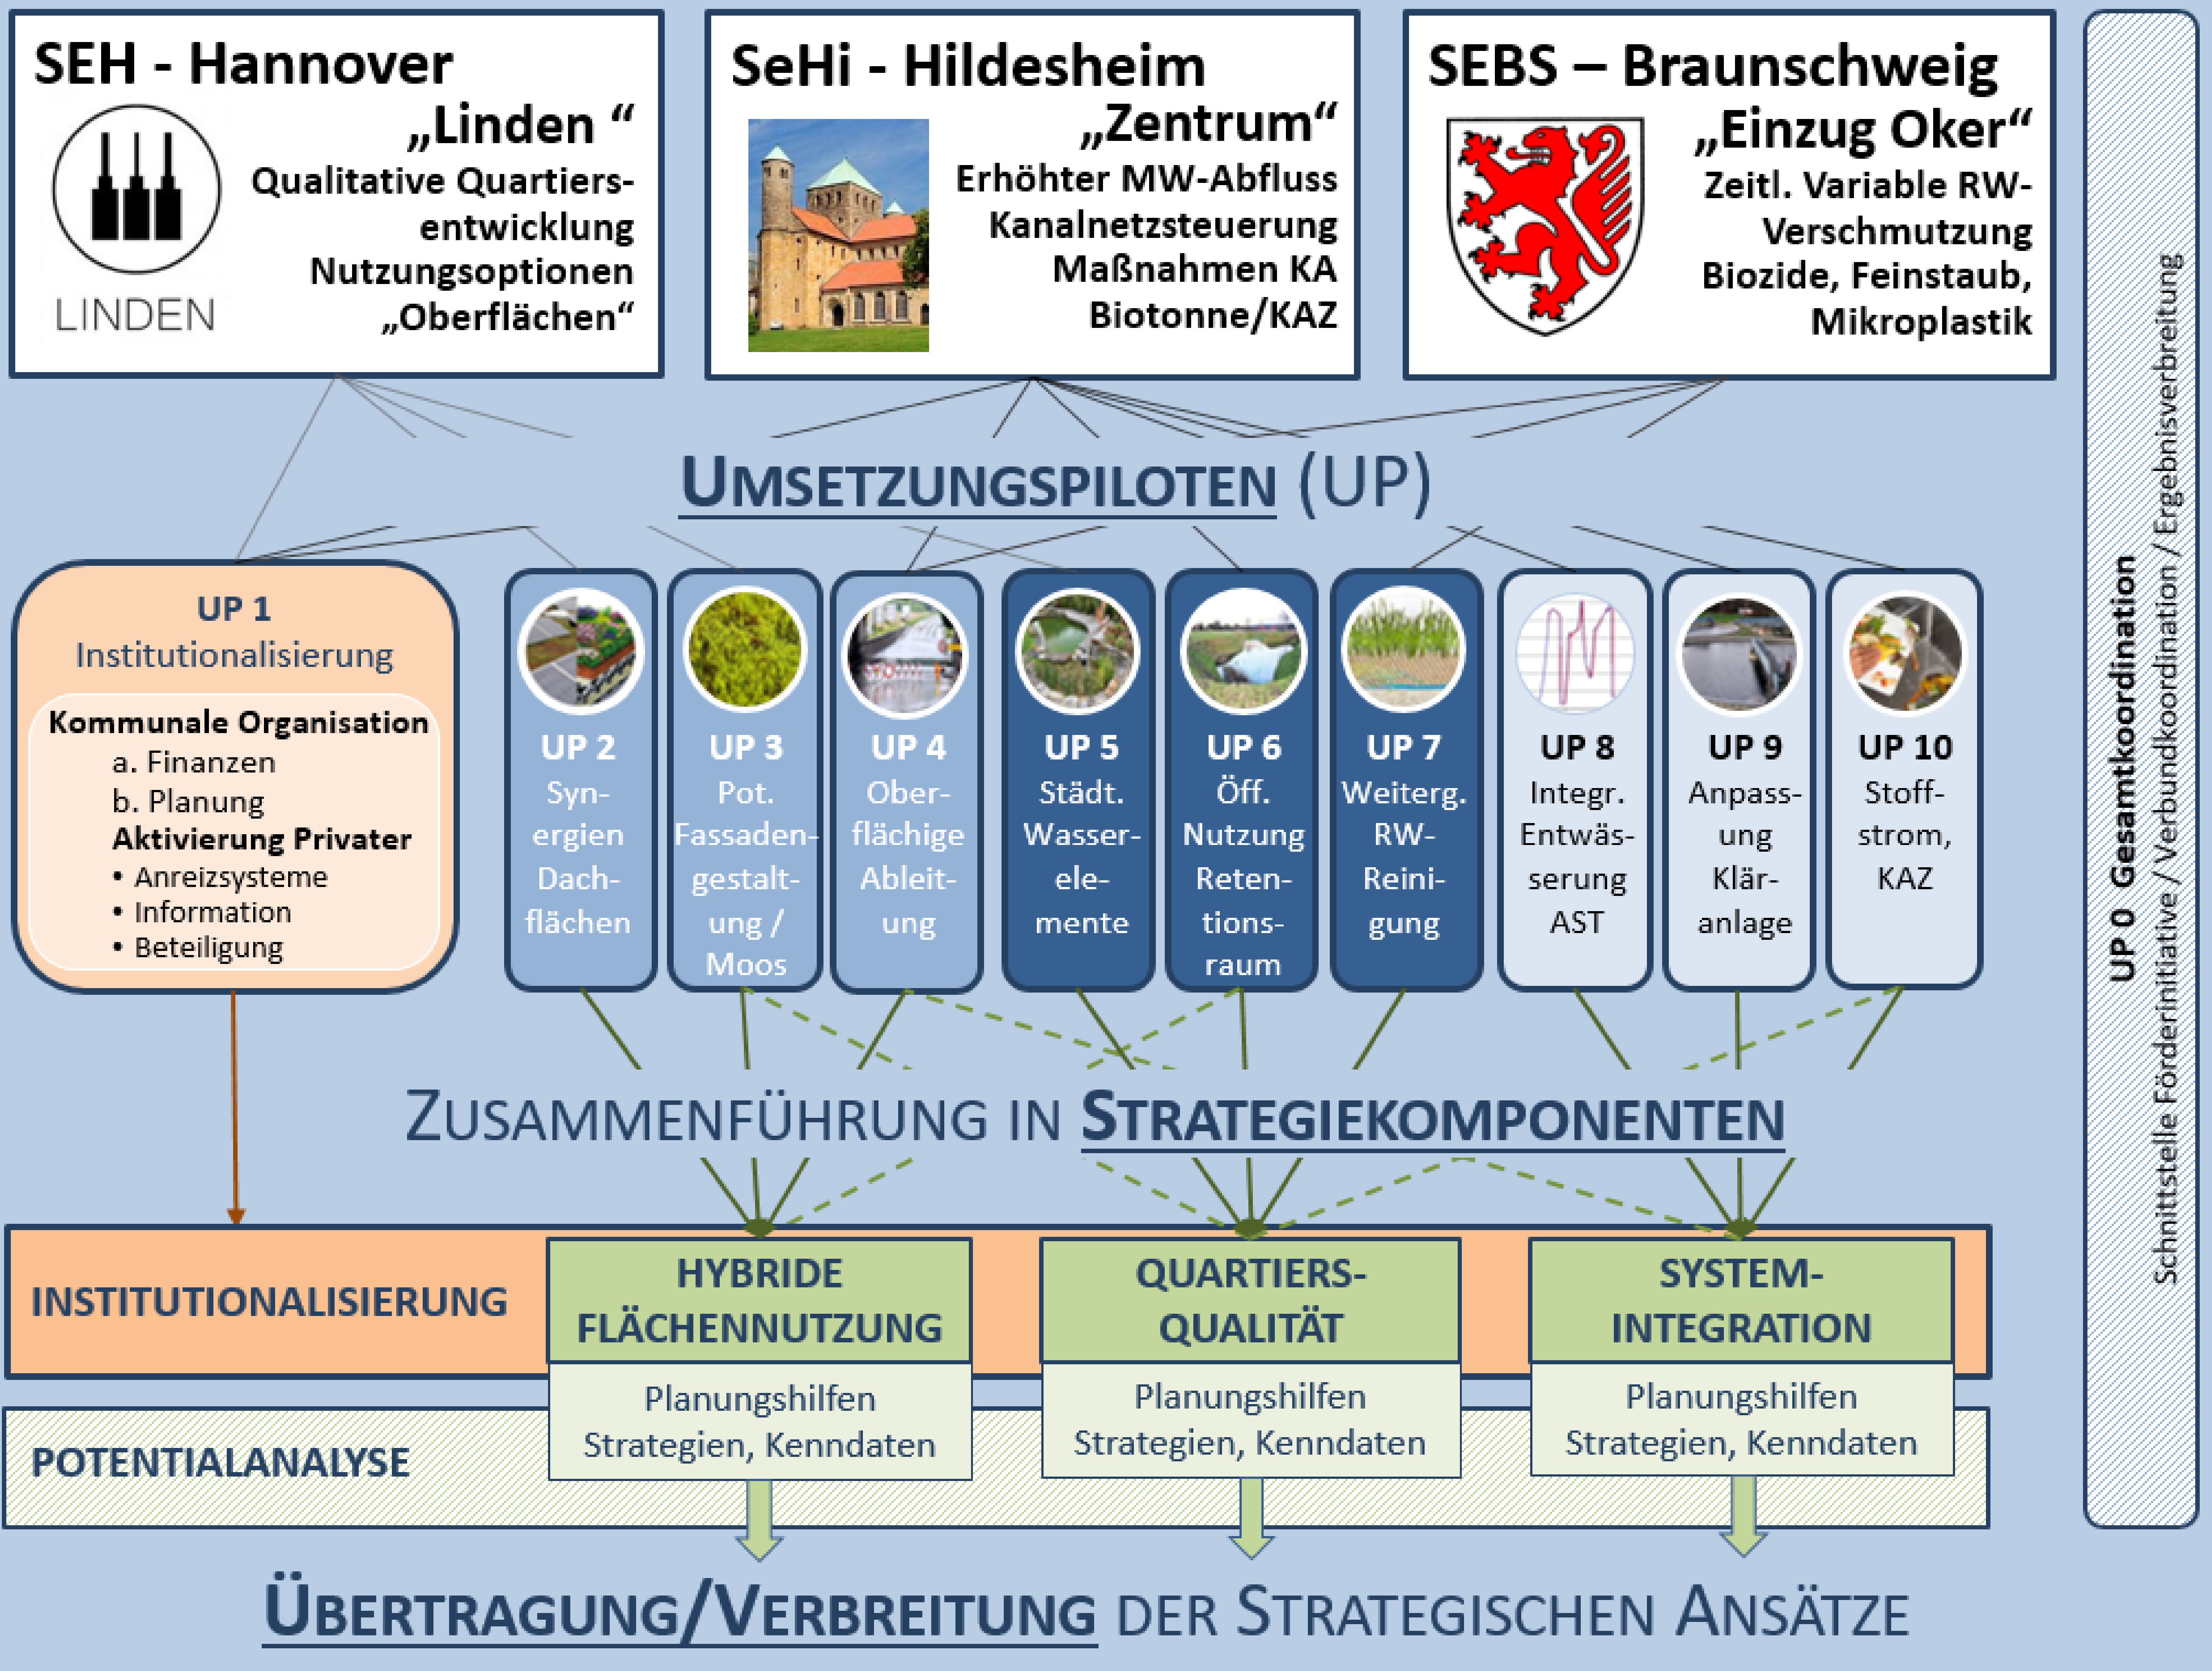 SEH - Hannover
„Linden “
Qualitative Quartiers-
entwicklung
Nutzungsoptionen
„Oberflächen“
LINDEN
SeHi - Hildesheim
„Zentrum“
Erhöhter MW-Abfluss
Kanalnetzsteuerung
Maßnahmen KA
Biotonne/KAZ
SEBS – Braunschweig
„Einzug Oker“
Zeitl. Variable RW-
Verschmutzung
Biozide, Feinstaub,
Mikroplastik
UMSETZUNGSPILOTEN (UP)
UP 1
Institutionalisierung
Kommunale Organisation
a. Finanzen
b. Planung
Aktivierung Privater
• Anreizsysteme
• Information
• Beteiligung
UP 2
Syn-
ergien
Dach-
flächen
UP 3
Pot.
Fassaden-
gestalt-
ung /
Moos
UP 4
Ober-
flächige
Ableit-
ung
UP 5
Städt.
Wasser-
ele-
mente
UP 6
Öff.
Nutzung
Reten-
tions-
raum
UP 7
Weiterg.
RW-
Reini-
gung
UP 8
Integr.
Entwäs-
serung
AST
UP 9
Anpass-
ung
Klär-
anlage
UP 10
Stoff-
strom,
KAZ
ZUSAMMENFÜHRUNG IN STRATEGIEKOMPONENTEN
INSTITUTIONALISIERUNG
HYBRIDE
FLÄCHENNUTZUNG
Planungshilfen
Strategien, Kenndaten
QUARTIERS-
QUALITÄT
Planungshilfen
Strategien, Kenndaten
SYSTEM-
INTEGRATION
Planungshilfen
Strategien, Kenndaten
POTENTIALANALYSE
ÜBERTRAGUNG/VERBREITUNG DER STRATEGISCHEN ANSÄTZE
UP 0 Gesamtkoordination
Schnittstelle Förderinitiative / Verbundkoordination / Ergebnisverbreitung